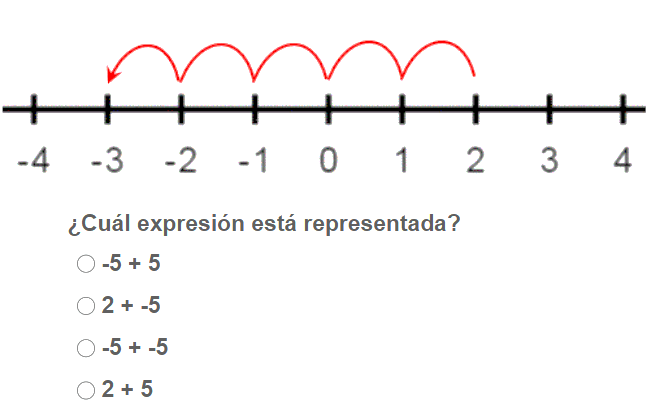 -4 -3 -2 -1 0 1 2 3 4
¿Cuál expresión está representada?
-5 + 5
2 + -5
-5 + -5
2 + 5